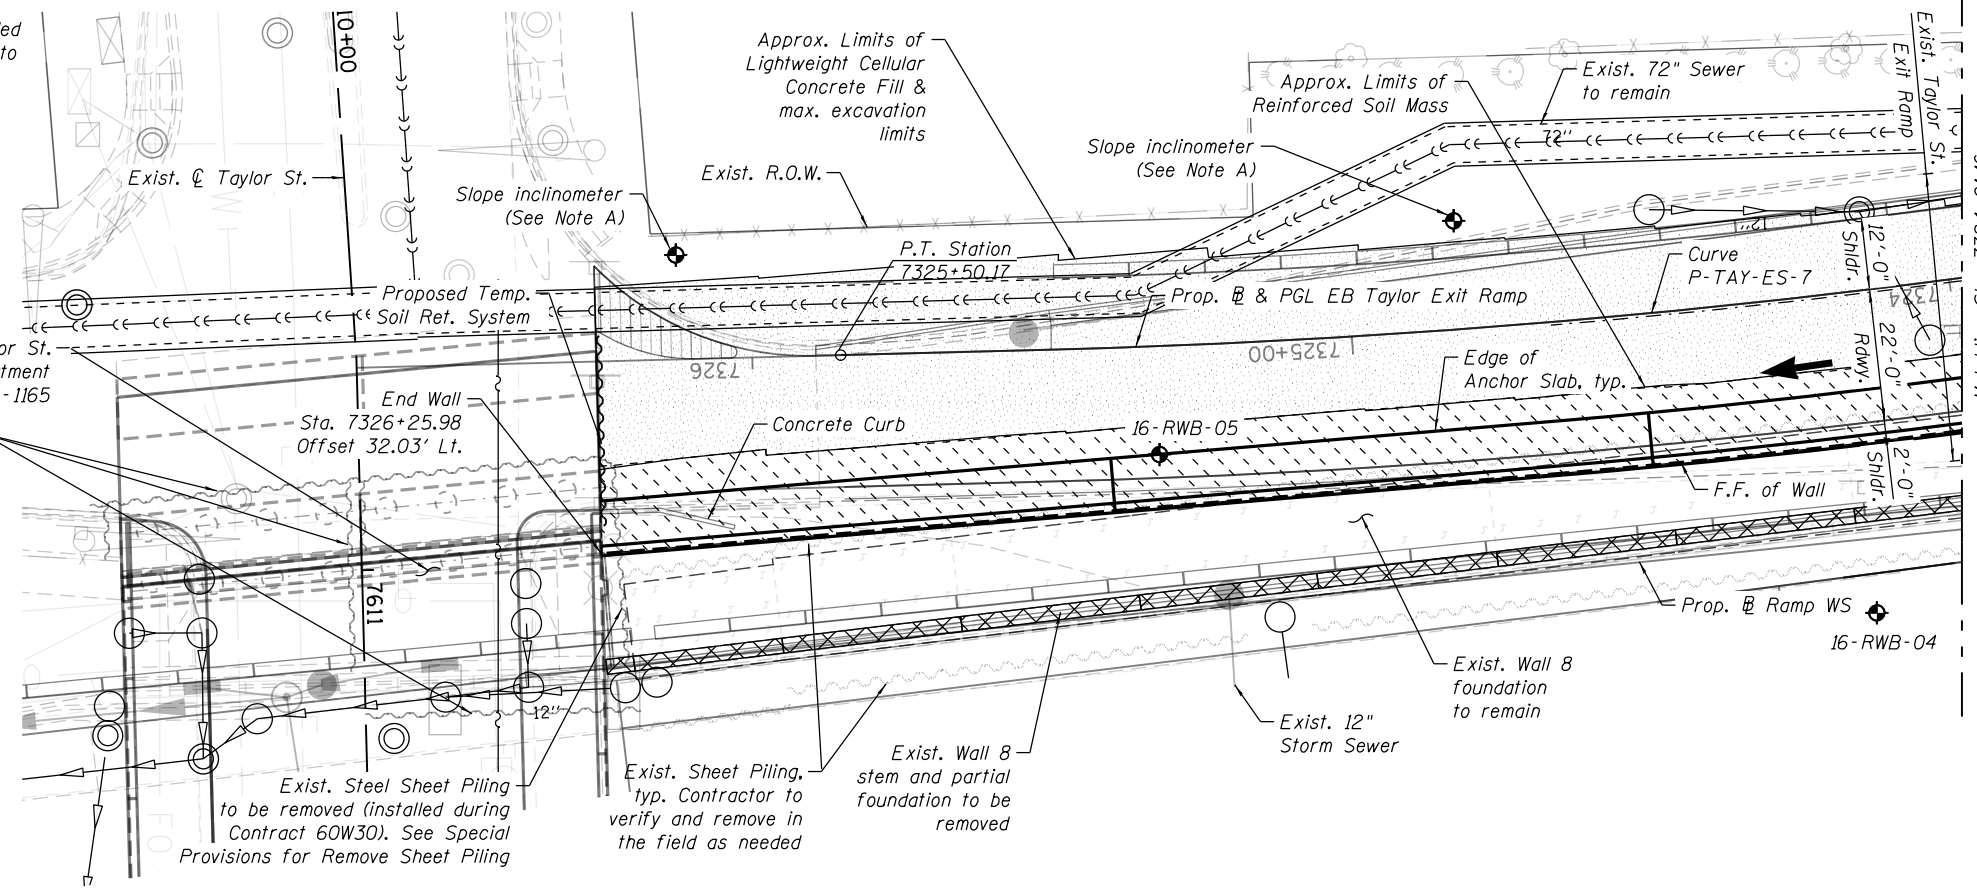 led
to
10+00
Approx. Limits of
Lightweight Cellular
Concrete Fill &
max. excavation
limits
Approx. Limits of
Reinforced Soil Mass
Exist. 72" Sewer
to remain
72"
Exist. Taylor St.
Exit Ramp
Exist. ℄ Taylor St.
Slope inclinometer
(See Note A)
Exist. R.O.W.
Slope inclinometer
(See Note A)
P.T. Station
7325+50.17
12"
Curve
P-TAY-ES-7
12'-0"
Shldr.
Proposed Temp.
Soil Ret. System
Prop. ⅊ & PGL EB Taylor Exit Ramp
7324
or St.
tment
-1165
7326
7325+00
22'-0"
Rdwy.
Edge of
Anchor Slab, typ.
End Wall
Sta. 7326+25.98
Offset 32.03' Lt.
Concrete Curb
16-RWB-05
F.F. of Wall
2'-0"
Shldr.
7611
Prop. ⅊ Ramp WS
16-RWB-04
12"
Exist. Wall 8
foundation
to remain
Exist. 12"
Storm Sewer
Exist. Wall 8
stem and partial
foundation to be
removed
Exist. Sheet Piling,
typ. Contractor to
verify and remove in
the field as needed
Exist. Steel Sheet Piling
to be removed (installed during
Contract 60W30). See Special
Provisions for Remove Sheet Piling